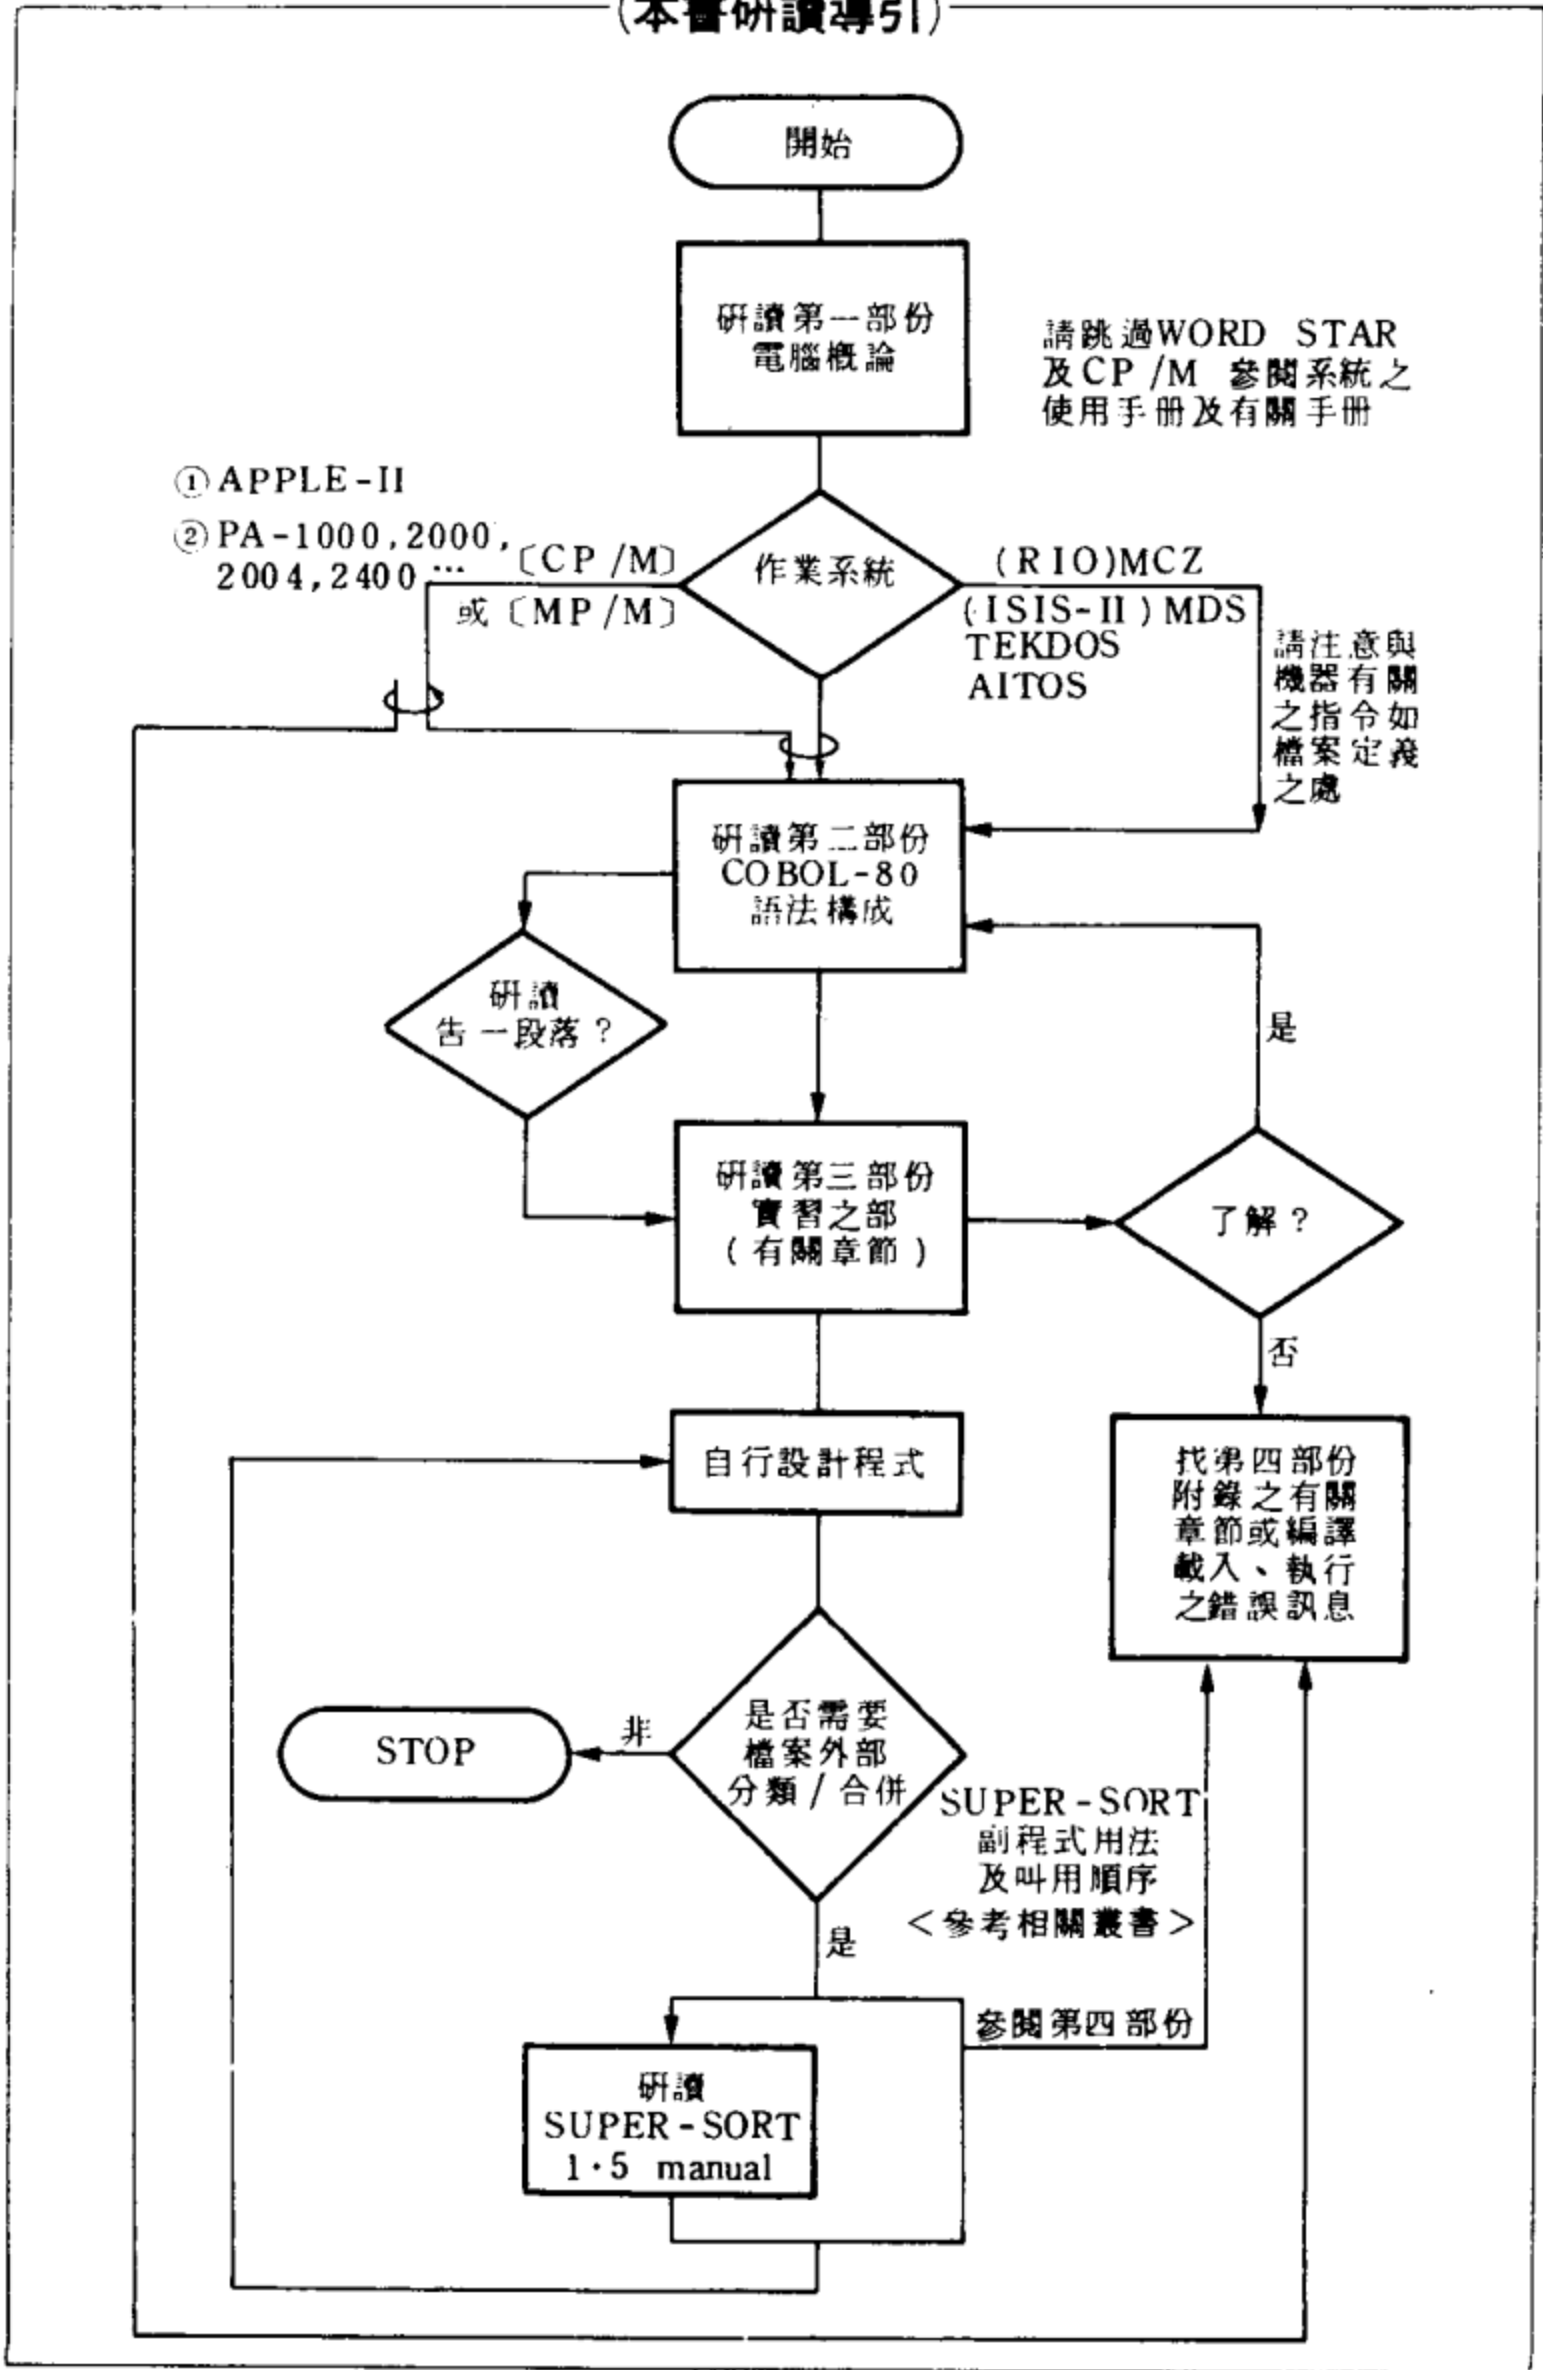 (本書研讀導引)
開始
研讀第一部份
電腦概論
請跳過WORD STAR
及CP/M 參閱系統之
使用手册及有關手册
①APPLE-II
②PA-1000,2000,
2004,2400…
〔CP/M〕
或〔MP/M〕
作業系統
(RIO)MCZ
(ISIS-II)MDS
TEKDOS
AITOS
請注意與
機器有關
之指令如
檔案定義
之處
研讀第二部份
COBOL-80
語法構成
研讀
告一段落?
是
研讀第三部份
實習之部
(有關章節)
了解?
否
自行設計程式
找第四部份
附錄之有關
章節或編譯
載入、執行
之錯誤訊息
是否需要
檔案外部
分類/合併
非
STOP
SUPER-SORT
副程式用法
及叫用順序
<參考相關叢書>
是
參閱第四部份
研讀
SUPER-SORT
1·5 manual